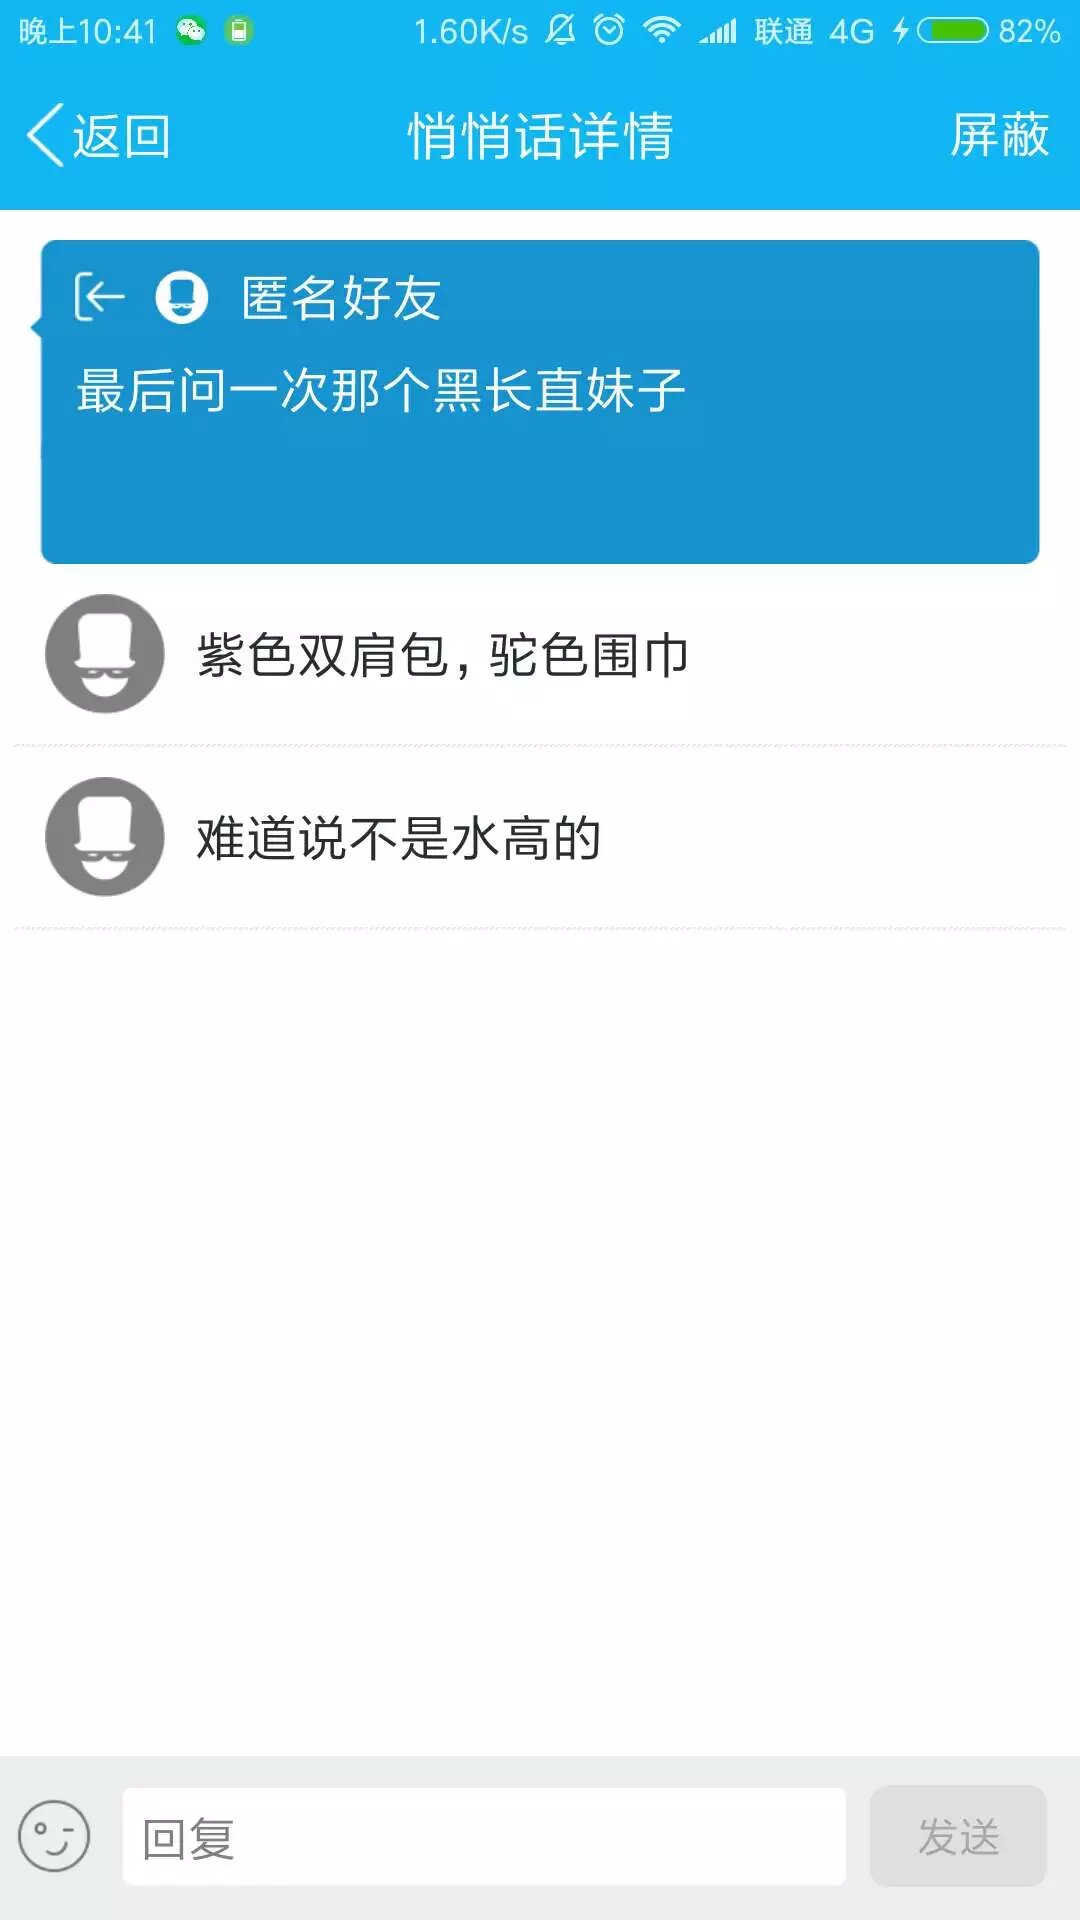 晚上10:41 1.60K/s 联通 4G 82%
返回 悄悄话详情 屏蔽
匿名好友
最后问一次那个黑长直妹子
紫色双肩包，驼色围巾
难道说不是水高的
回复 发送